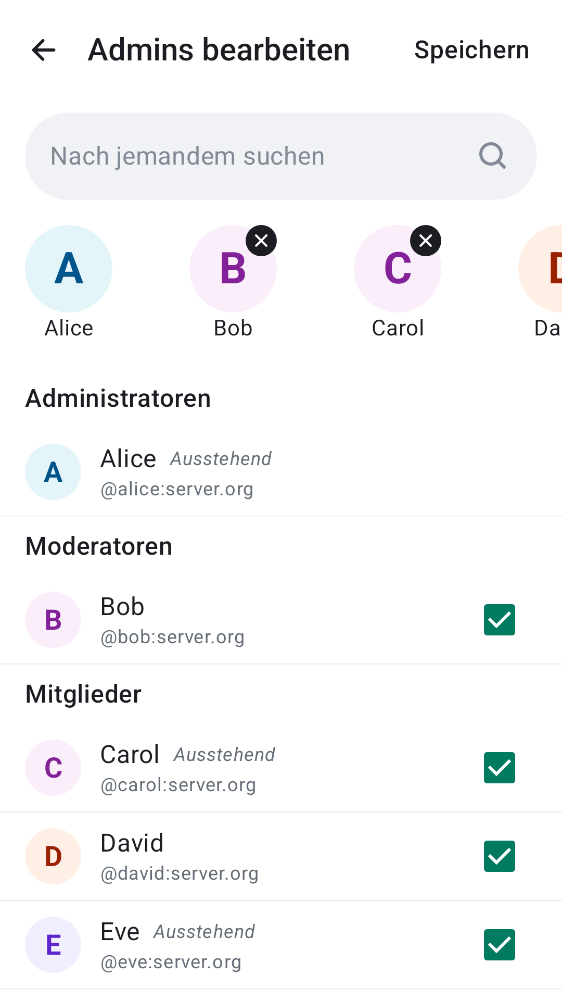 Admins bearbeiten
Speichern
Nach jemandem suchen
A
B
C
D
Alice
Bob
Carol
Da
Administratoren
A
Alice Ausstehend
@alice:server.org
Moderatoren
B
Bob
@bob:server.org
Mitglieder
C
Carol Ausstehend
@carol:server.org
D
David
@david:server.org
E
Eve Ausstehend
@eve:server.org